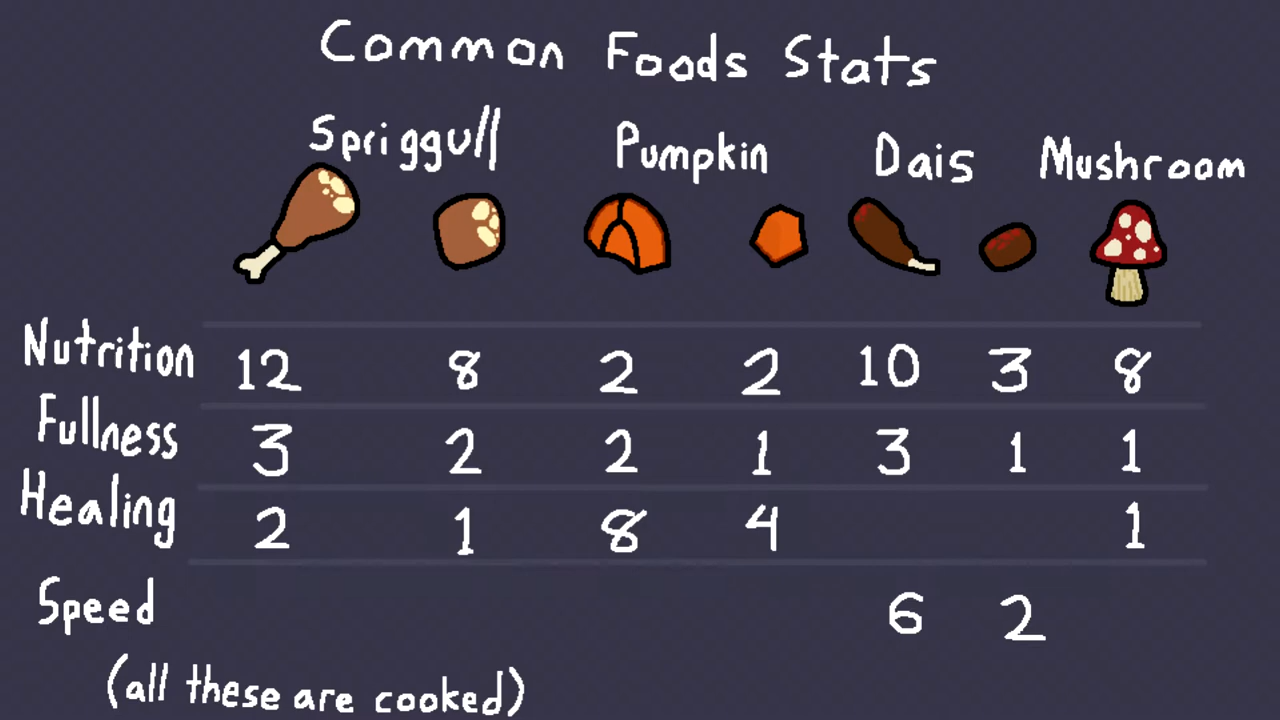 Common Foods Stats
Spriggull Pumpkin Dais Mushroom
Nutrition 12 8 2 2 10 3 8
Fullness 3 2 2 1 3 1 1
Healing 2 1 8 4 1
Speed 6 2
(all these are cooked)